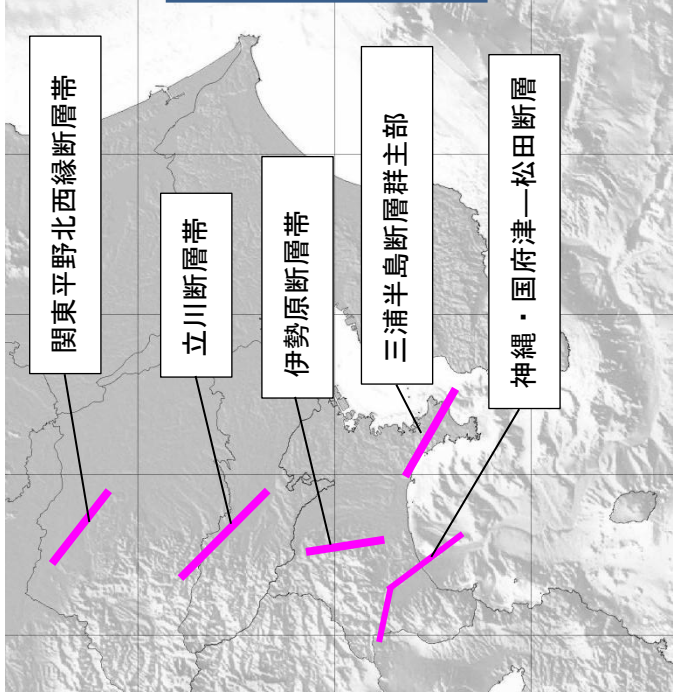 関東平野北西縁断層帯
立川断層帯
伊勢原断層帯
三浦半島断層群主部
神縄・国府津―松田断層